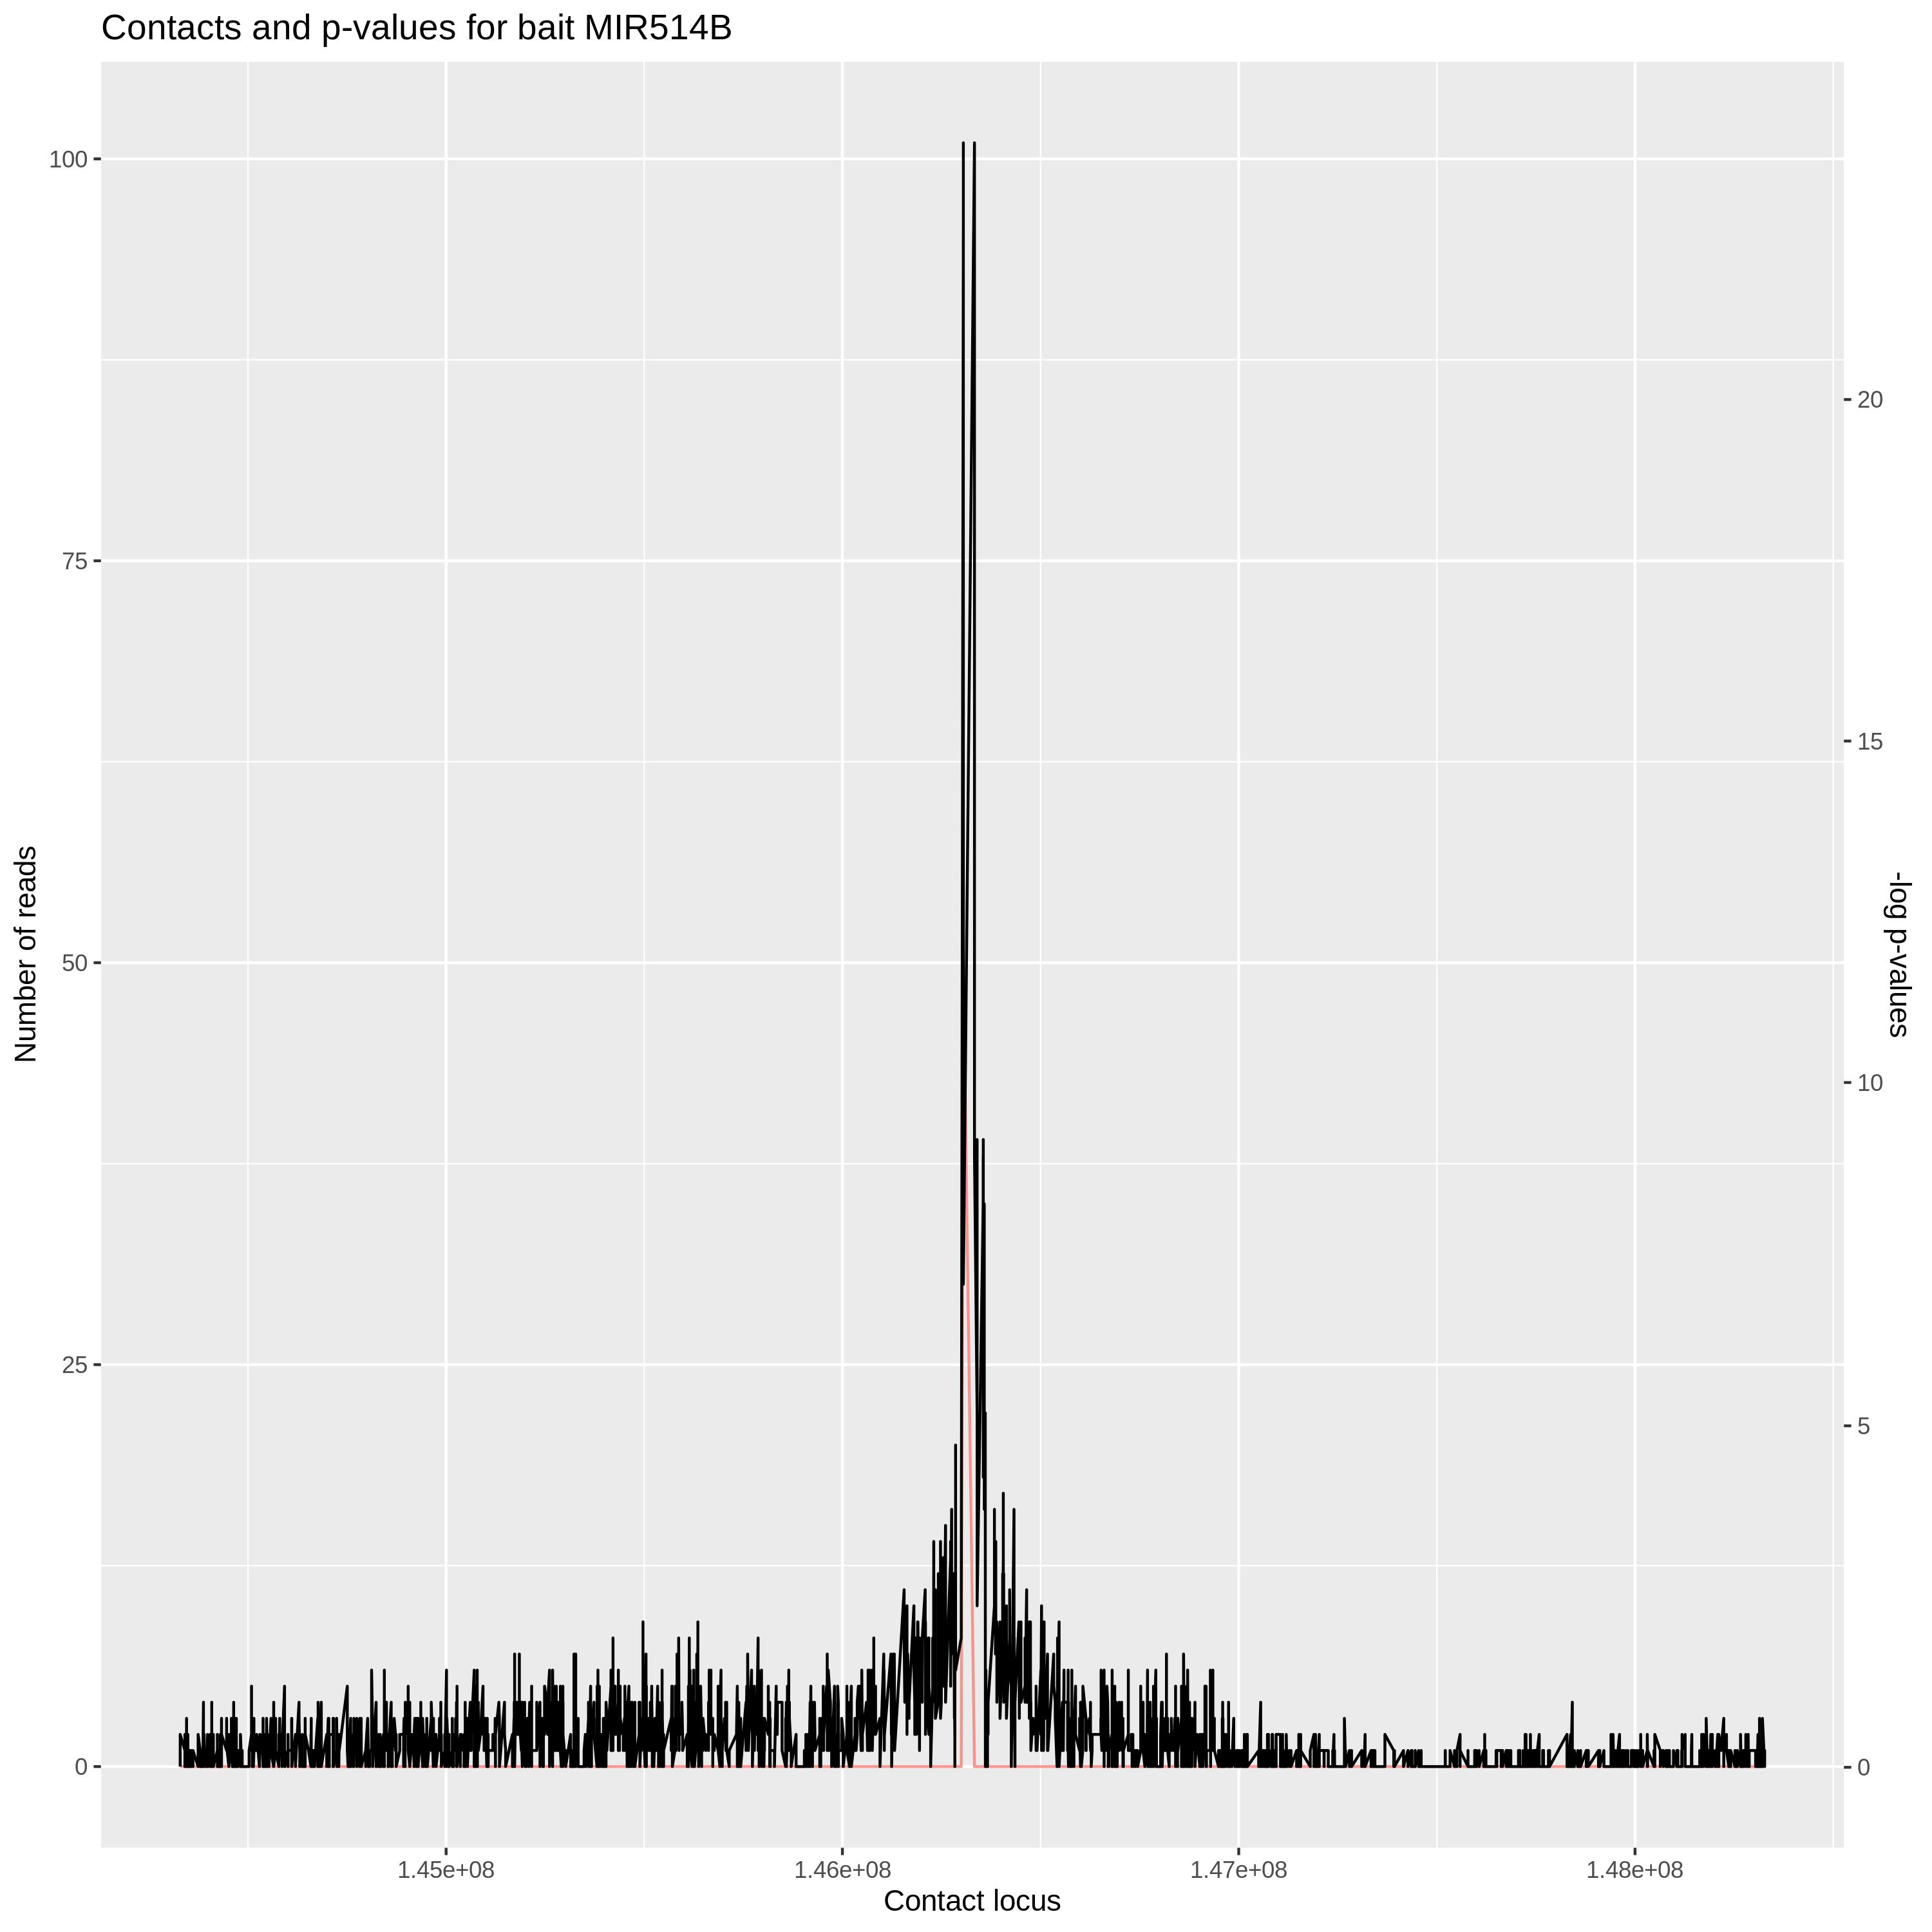 Contacts and p-values for bait MIR514B
100
75
50
25
0
Number of reads
20
15
10
5
0
-log p-values
1.45e+08 1.46e+08 1.47e+08 1.48e+08
Contact locus